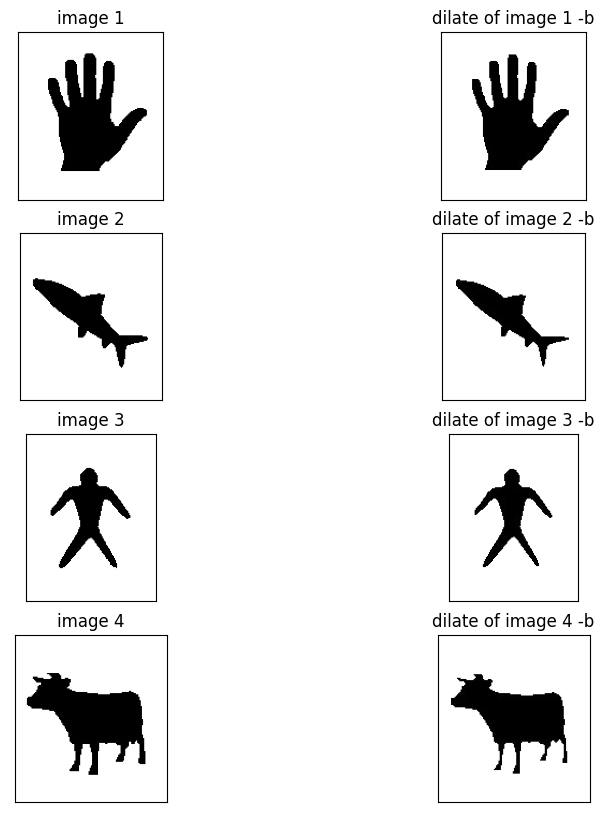 image 1
dilate of image 1 -b
image 2
dilate of image 2 -b
image 3
dilate of image 3 -b
image 4
dilate of image 4 -b